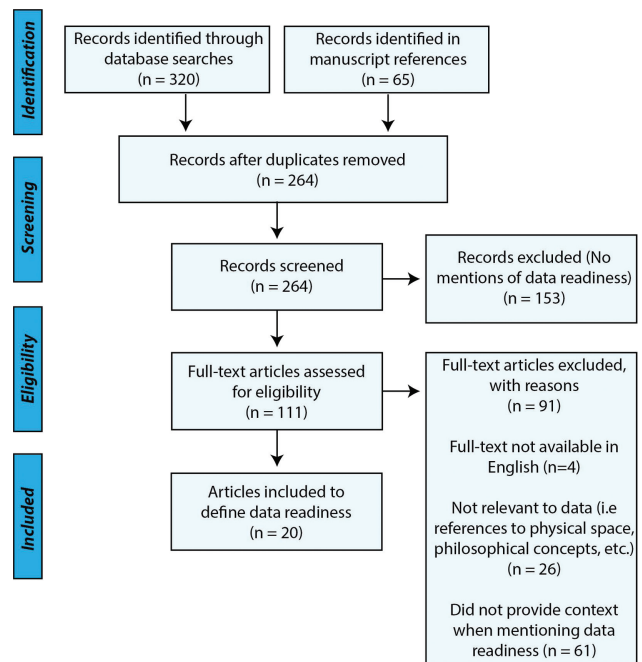 Identification
Records identified through
database searches
(n = 320)
Records identified in
manuscript references
(n = 65)
Records after duplicates removed
(n = 264)
Screening
Records screened
(n = 264)
Records excluded (No
mentions of data readiness)
(n = 153)
Eligibility
Full-text articles assessed
for eligibility
(n = 111)
Full-text articles excluded,
with reasons
(n = 91)
Full-text not available in
English (n=4)
Not relevant to data (i.e
references to physical space,
philosophical concepts, etc.)
(n = 26)
Did not provide context
when mentioning data
readiness (n = 61)
Included
Articles included to
define data readiness
(n = 20)